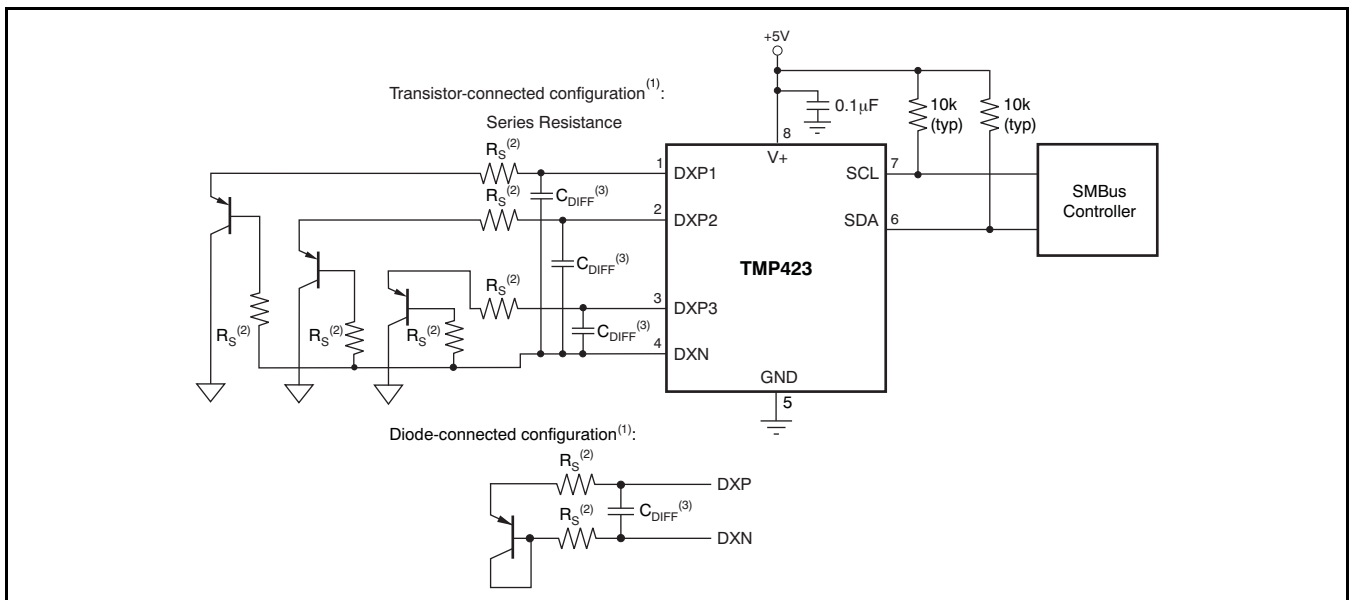 +5V
Transistor-connected configuration(1):
0.1μF
10k
(typ)
10k
(typ)
Series Resistance
8
V+
RS(2)
1
DXP1
SCL
7
CDIFF(3)
RS(2)
2
DXP2
SDA
6
SMBus
Controller
TMP423
CDIFF(3)
RS(2)
3
DXP3
CDIFF(3)
RS(2)
RS(2)
RS(2)
4
DXN
GND
5
Diode-connected configuration(1):
RS(2)
DXP
RS(2)
CDIFF(3)
DXN